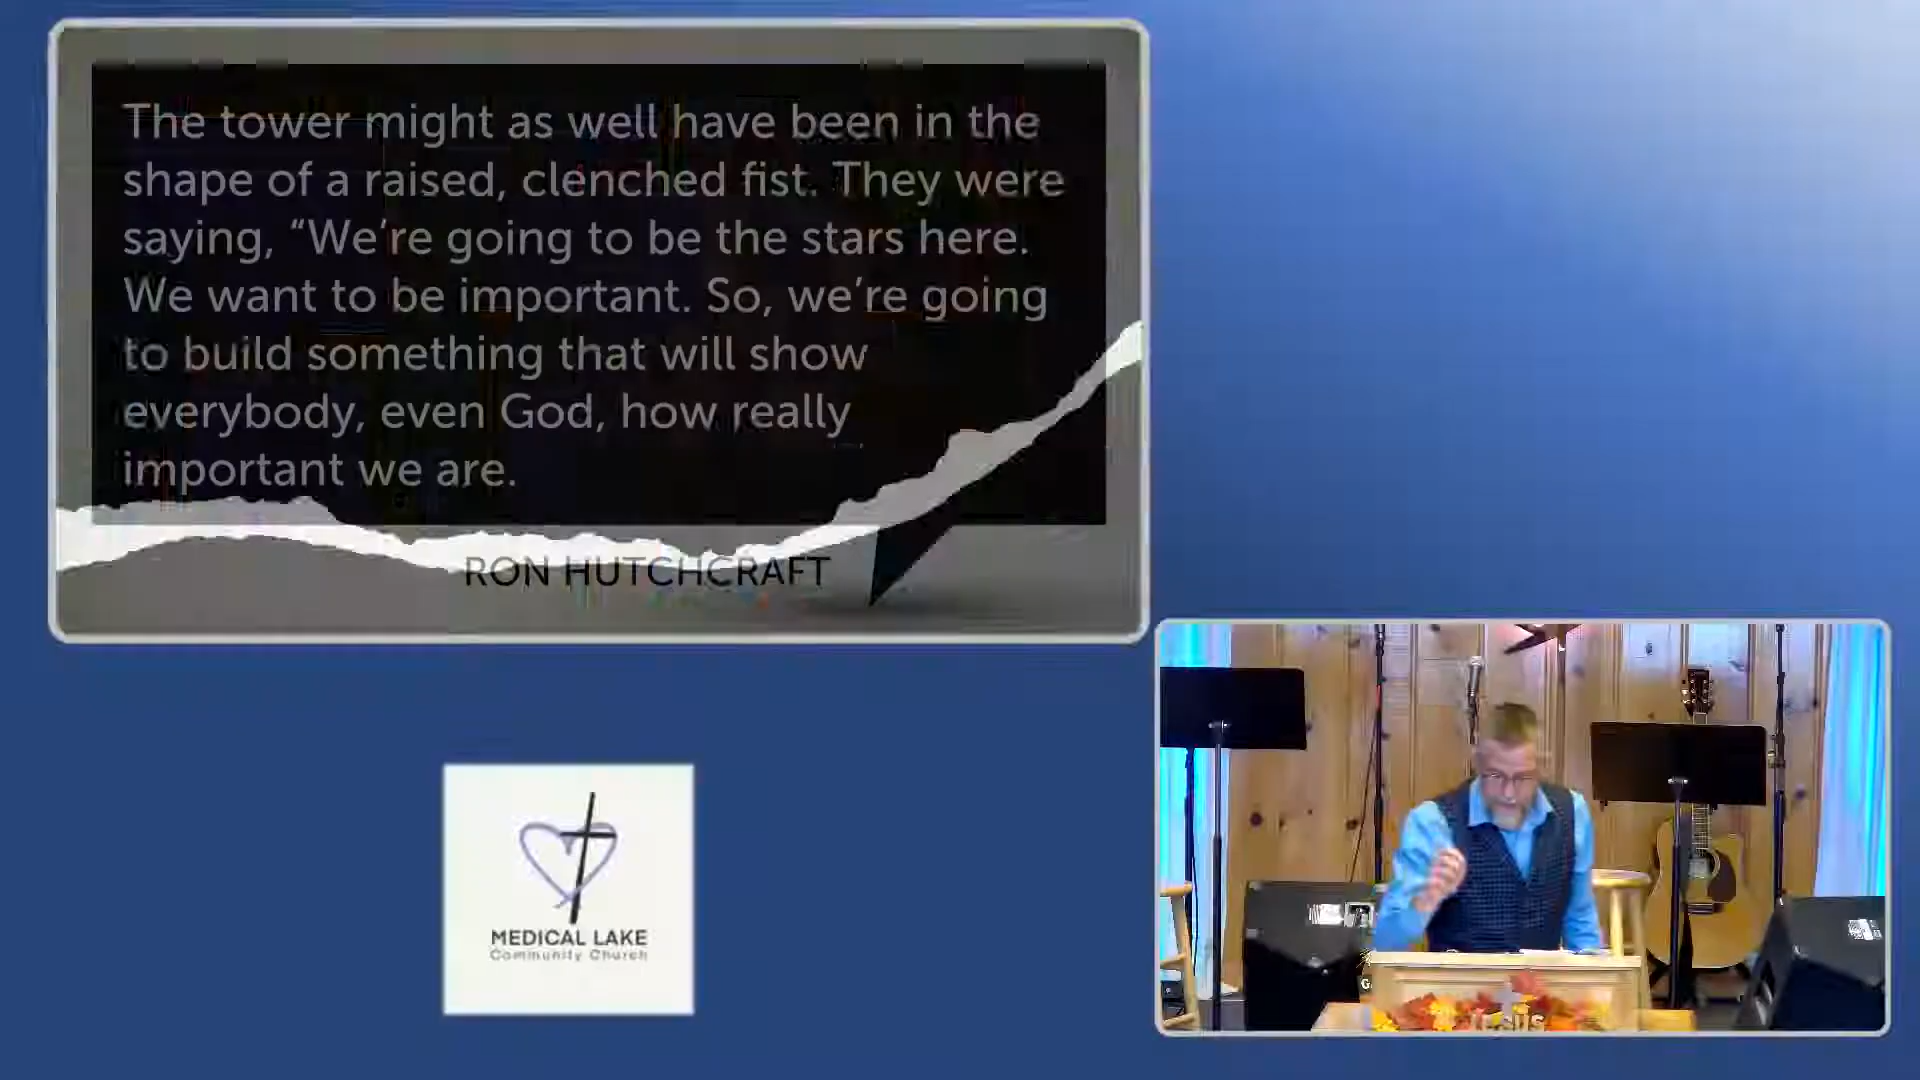 The tower might as well have been in the
shape of a raised, clenched fist. They were
saying, “We’re going to be the stars here.
We want to be important. So, we’re going
to build something that will show
everybody, even God, how really
important we are.
RON HUTCHCRAFT
MEDICAL LAKE
Community Church
JESUS